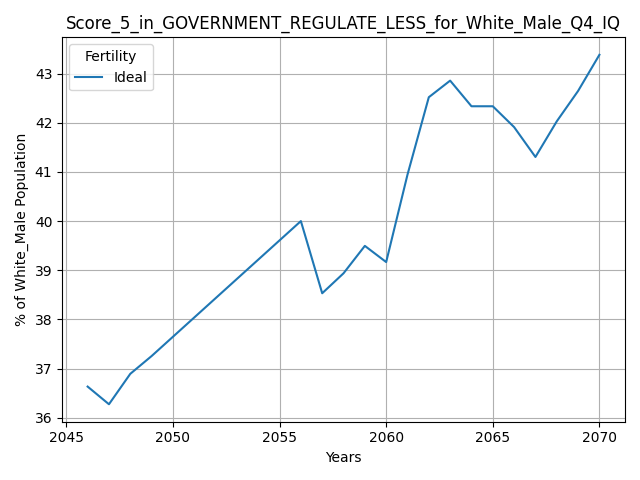 Score_5_in_GOVERNMENT_REGULATE_LESS_for_White_Male_Q4_IQ
Fertility
Ideal
% of White_Male Population
43
42
41
40
39
38
37
36
2045
2050
2055
2060
2065
2070
Years